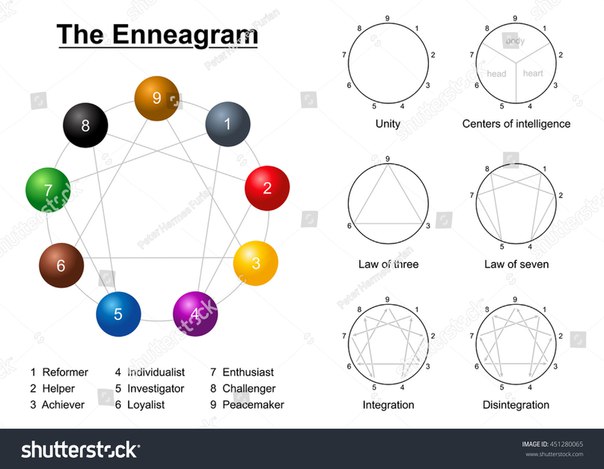 The Enneagram
9
8
1
7
2
6
3
5
4
1 Reformer 4 Individualist 7 Enthusiast
2 Helper 5 Investigator 8 Challenger
3 Achiever 6 Loyalist 9 Peacemaker
9
8 1
7 2
6 3
5 4
Unity
9
8 1
7 2
body
head heart
6 3
5 4
Centers of intelligence
9
6 3
Law of three
8 1
7 2
5 4
Law of seven
9
8 1
7 2
6 3
5 4
Integration
9
8 1
7 2
6 3
5 4
Disintegration
shutterstock
Peter Hermes Furian
shutterstock
IMAGE ID: 451280065
www.shutterstock.com